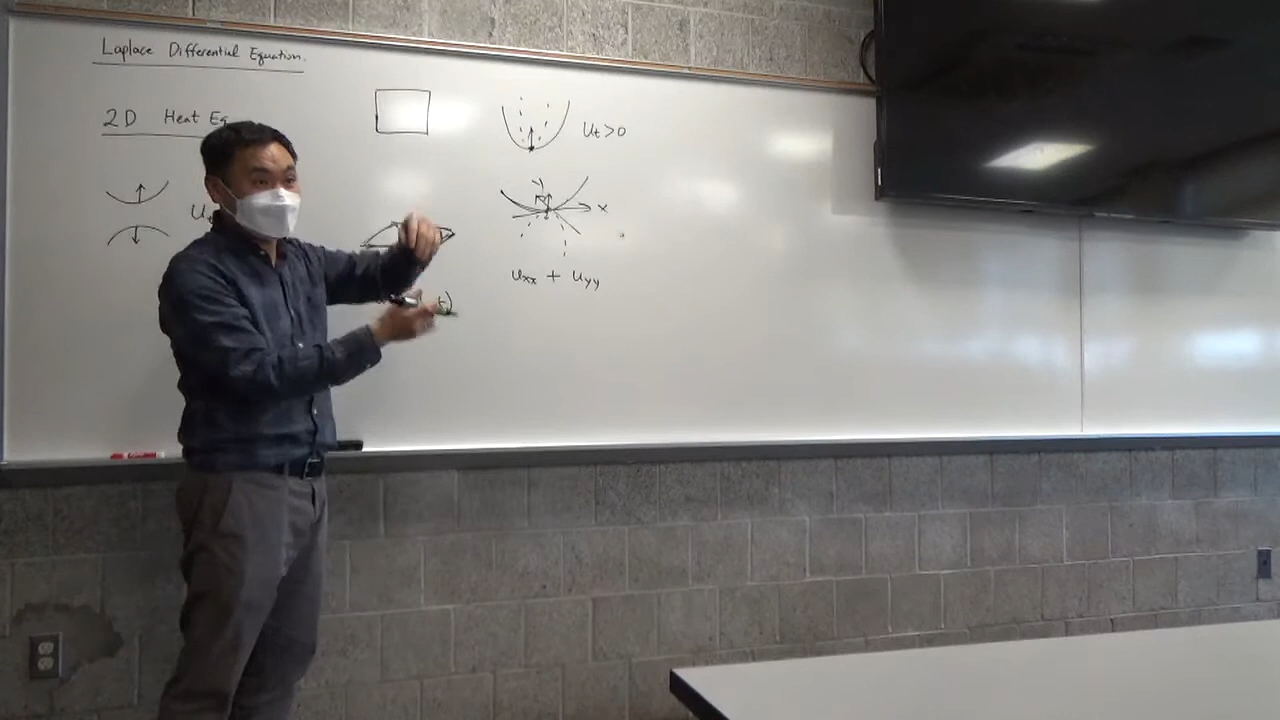 Laplace Differential Equation.
2D Heat Eq
U
Ut>0
y
x
t)
uxx + uyy